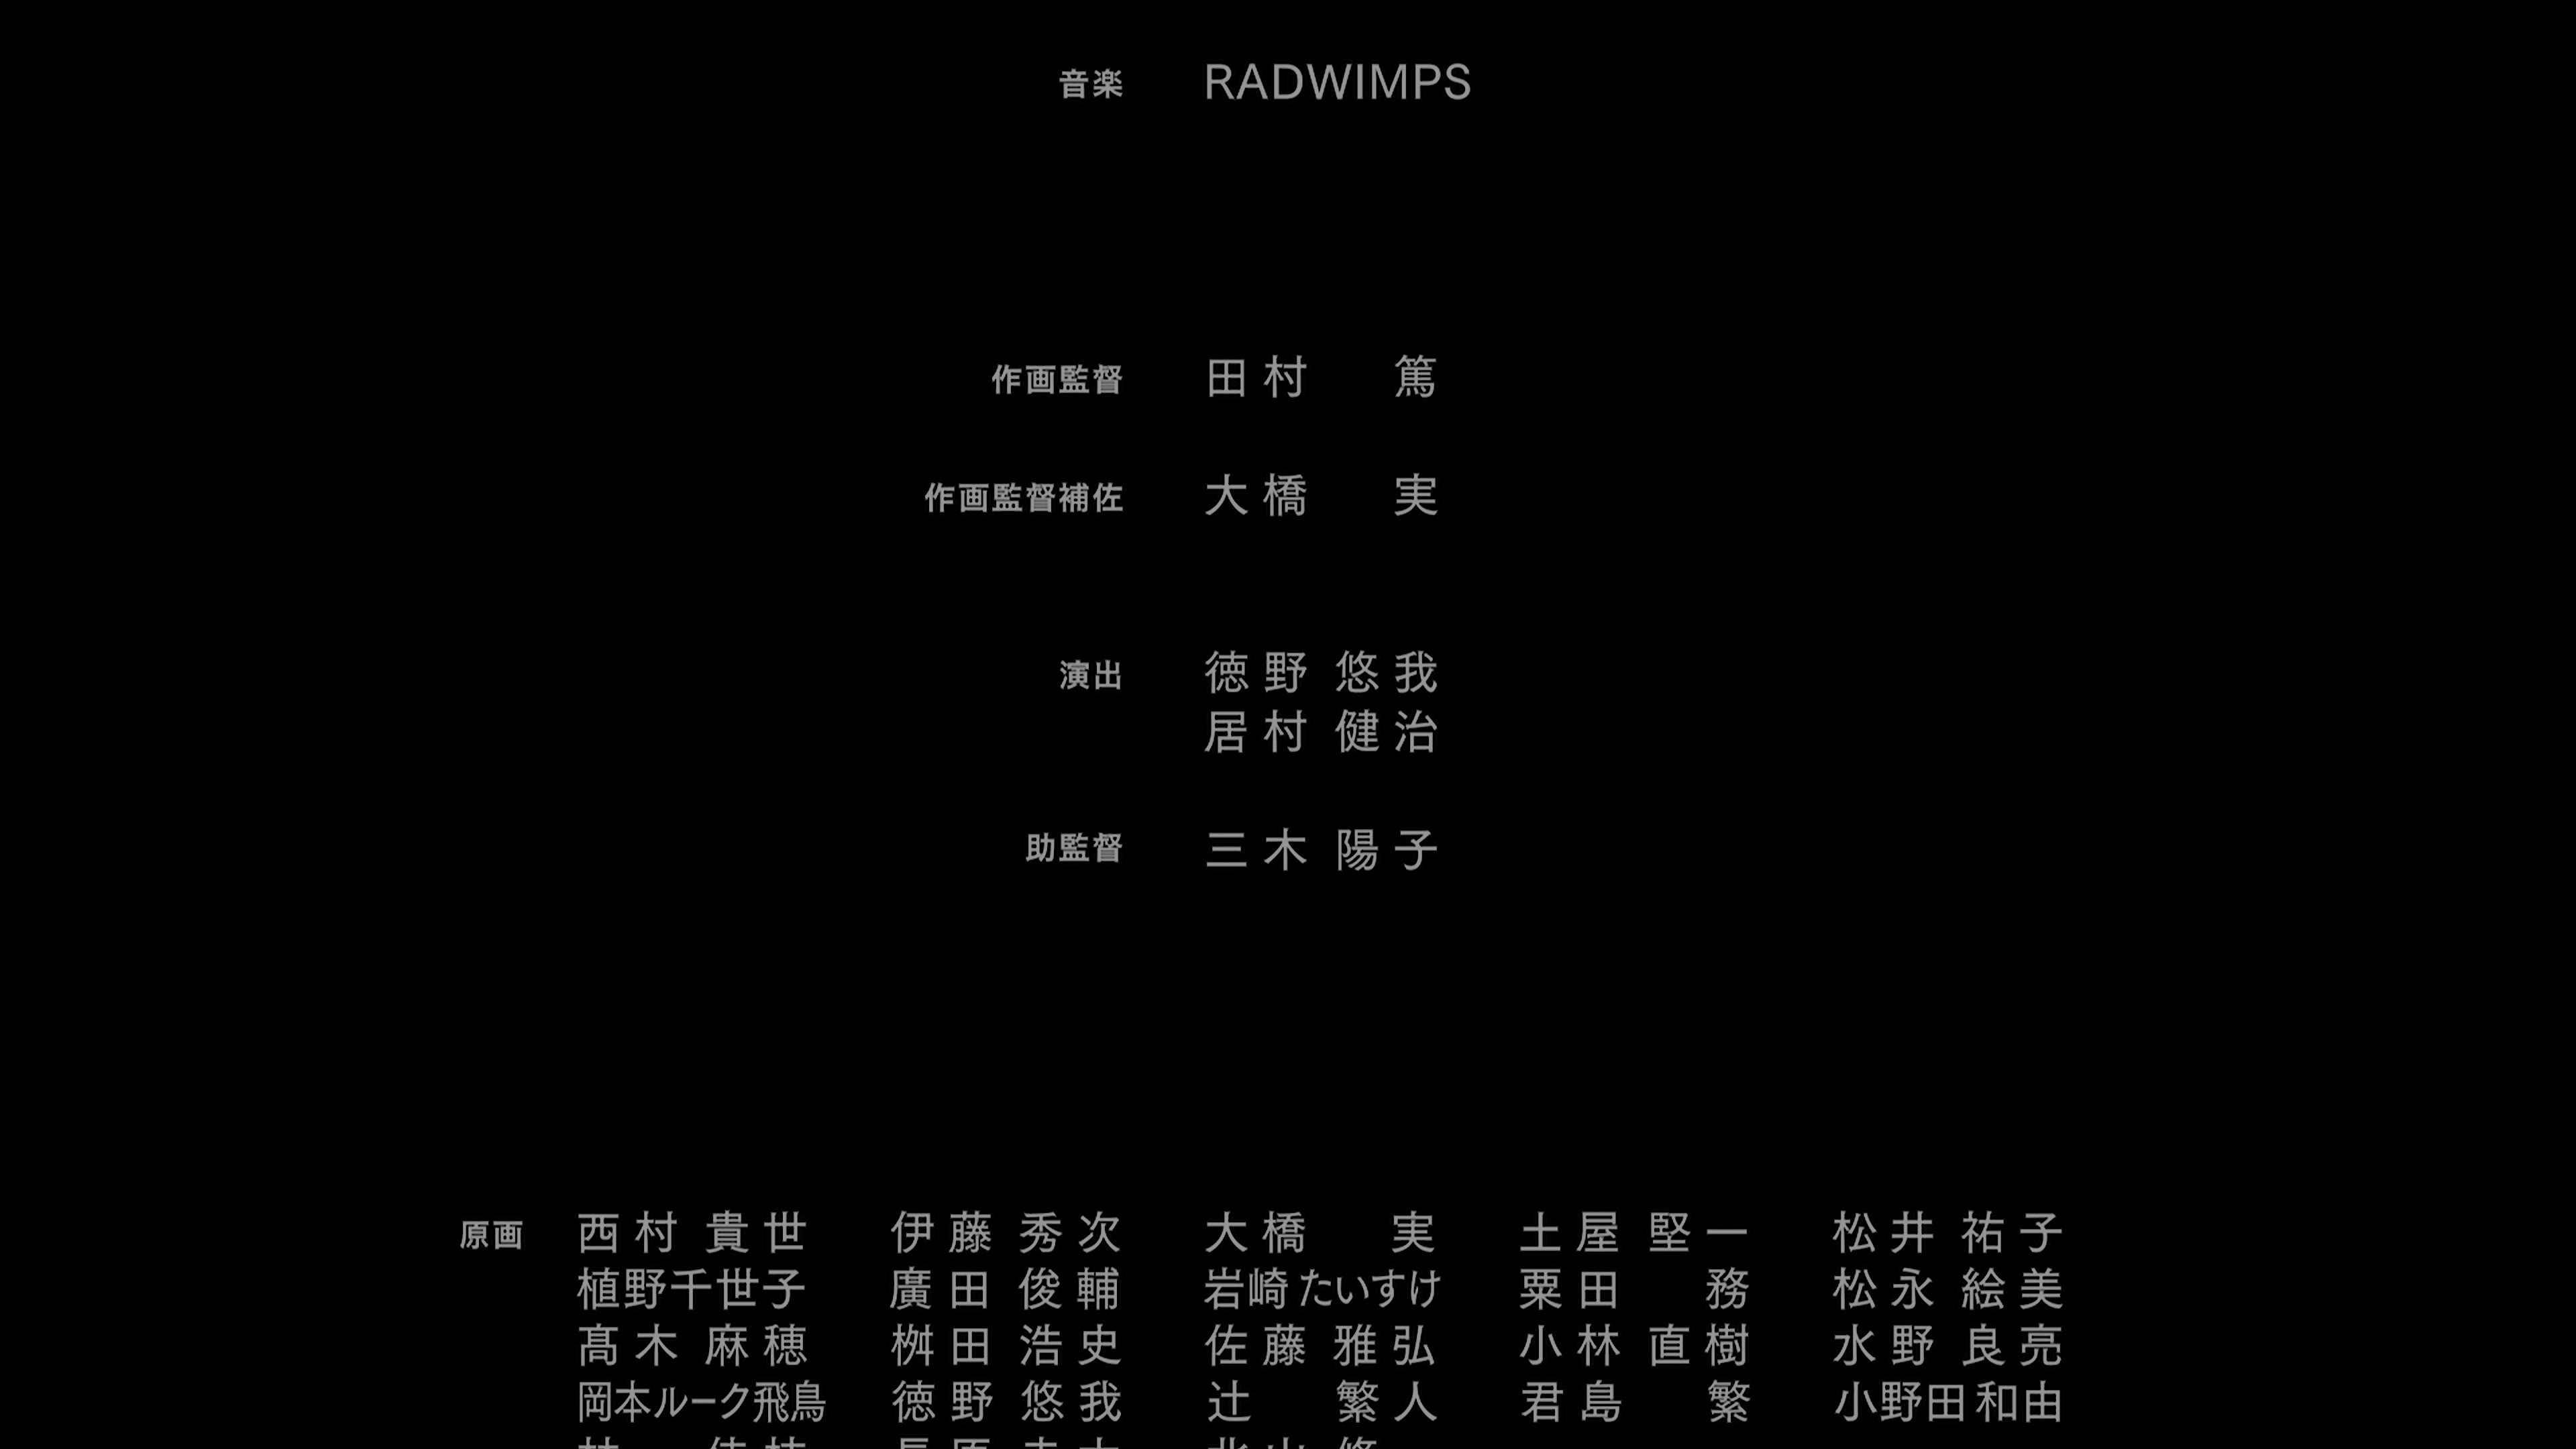 音楽 RADWIMPS
作画監督 田村 篤
作画監督補佐 大橋 実
演出 徳野悠我
居村健治
助監督 三木陽子
原画 西村貴世 伊藤秀次 大橋 実 土屋堅一 松井祐子
植野千世子 廣田俊輔 岩崎たいすけ 粟田 務 松永絵美
髙木麻穂 桝田浩史 佐藤雅弘 小林直樹 水野良亮
岡本ルーク飛鳥 徳野悠我 辻 繁人 君島 繁 小野田和由